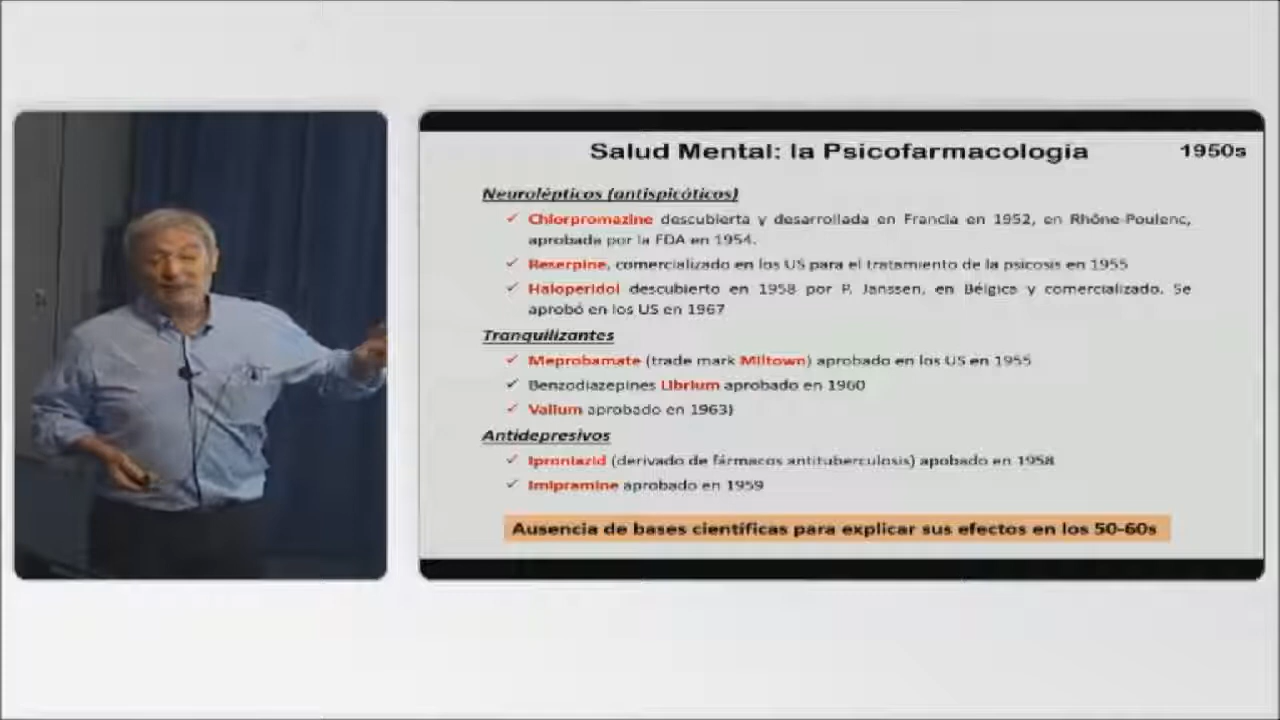 Salud Mental: la Psicofarmacología
1950s
Neurolépticos (antispicóticos)
✓ Chlorpromazine descubierta y desarrollada en Francia en 1952, en Rhône-Poulenc,
aprobada por la FDA en 1954.
✓ Reserpine, comercializado en los US para el tratamiento de la psicosis en 1955
✓ Haloperidol descubierto en 1958 por P. Janssen, en Bélgica y comercializado. Se
aprobó en los US en 1967
Tranquilizantes
✓ Meprobamate (trade mark Miltown) aprobado en los US en 1955
✓ Benzodiazepines Librium aprobado en 1960
✓ Valium aprobado en 1963)
Antidepresivos
✓ Iproniazid (derivado de fármacos antituberculosis) apobado en 1958
✓ Imipramine aprobado en 1959
Ausencia de bases científicas para explicar sus efectos en los 50-60s